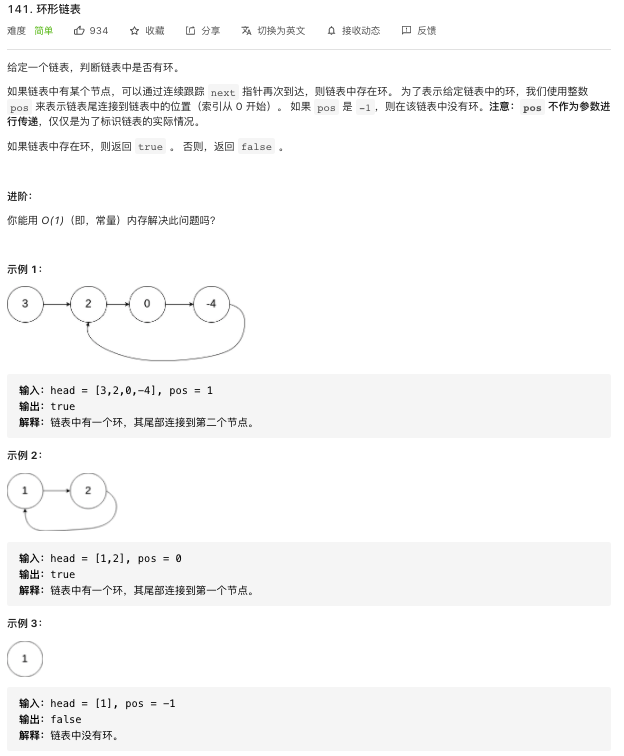 141. 环形链表
难度 简单 934 收藏 分享 切换为英文 接收动态 反馈
给定一个链表，判断链表中是否有环。
如果链表中有某个节点，可以通过连续跟踪 next 指针再次到达，则链表中存在环。 为了表示给定链表中的环，我们使用整数
pos 来表示链表尾连接到链表中的位置（索引从 0 开始）。 如果 pos 是 -1，则在该链表中没有环。注意：pos 不作为参数进
行传递，仅仅是为了标识链表的实际情况。
如果链表中存在环，则返回 true 。 否则，返回 false 。
进阶：
你能用 O(1)（即，常量）内存解决此问题吗？
示例 1：
3 2 0 -4
输入：head = [3,2,0,-4], pos = 1
输出：true
解释：链表中有一个环，其尾部连接到第二个节点。
示例 2：
1 2
输入：head = [1,2], pos = 0
输出：true
解释：链表中有一个环，其尾部连接到第一个节点。
示例 3：
1
输入：head = [1], pos = -1
输出：false
解释：链表中没有环。